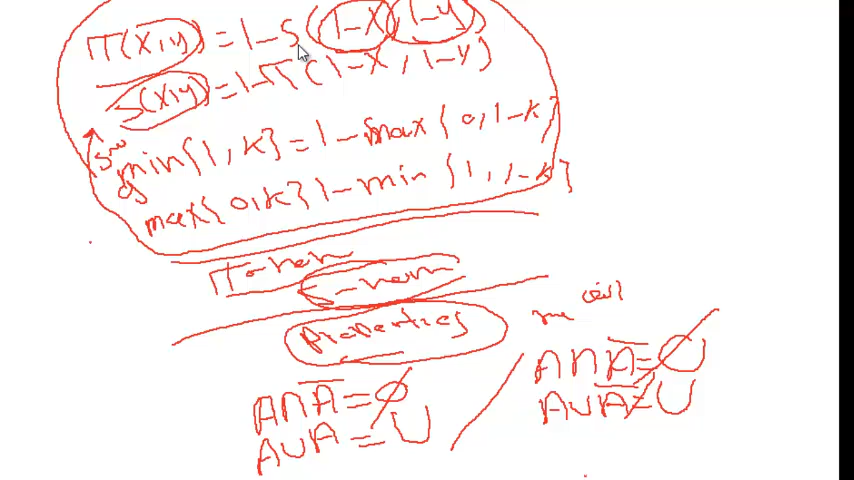 π(x,y) = 1-S(1-x)(1-y)
S(x,y) = 1-π(1-x, 1-y)
min{1, k} = 1-max{0, 1-k}
max{0, k} 1-min {1, 1-k}
π-norm
S-norm
properties
A∩Ā=∅
A∩Ā=∅
A∪Ā=U
A∪A=U